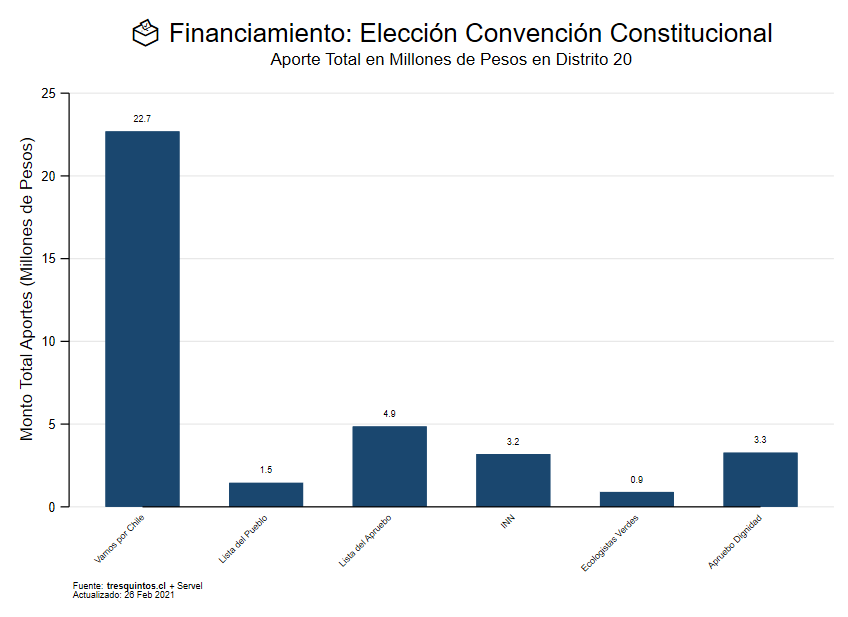 Financiamiento: Elección Convención Constitucional
Aporte Total en Millones de Pesos en Distrito 20
Monto Total Aportes (Millones de Pesos)
25
20
15
10
5
0
22.7
1.5
4.9
3.2
0.9
3.3
Vamos por Chile
Lista del Pueblo
Lista del Apruebo
INN
Ecologistas Verdes
Apruebo Dignidad
Fuente: tresquintos.cl + Servel
Actualizado: 26 Feb 2021